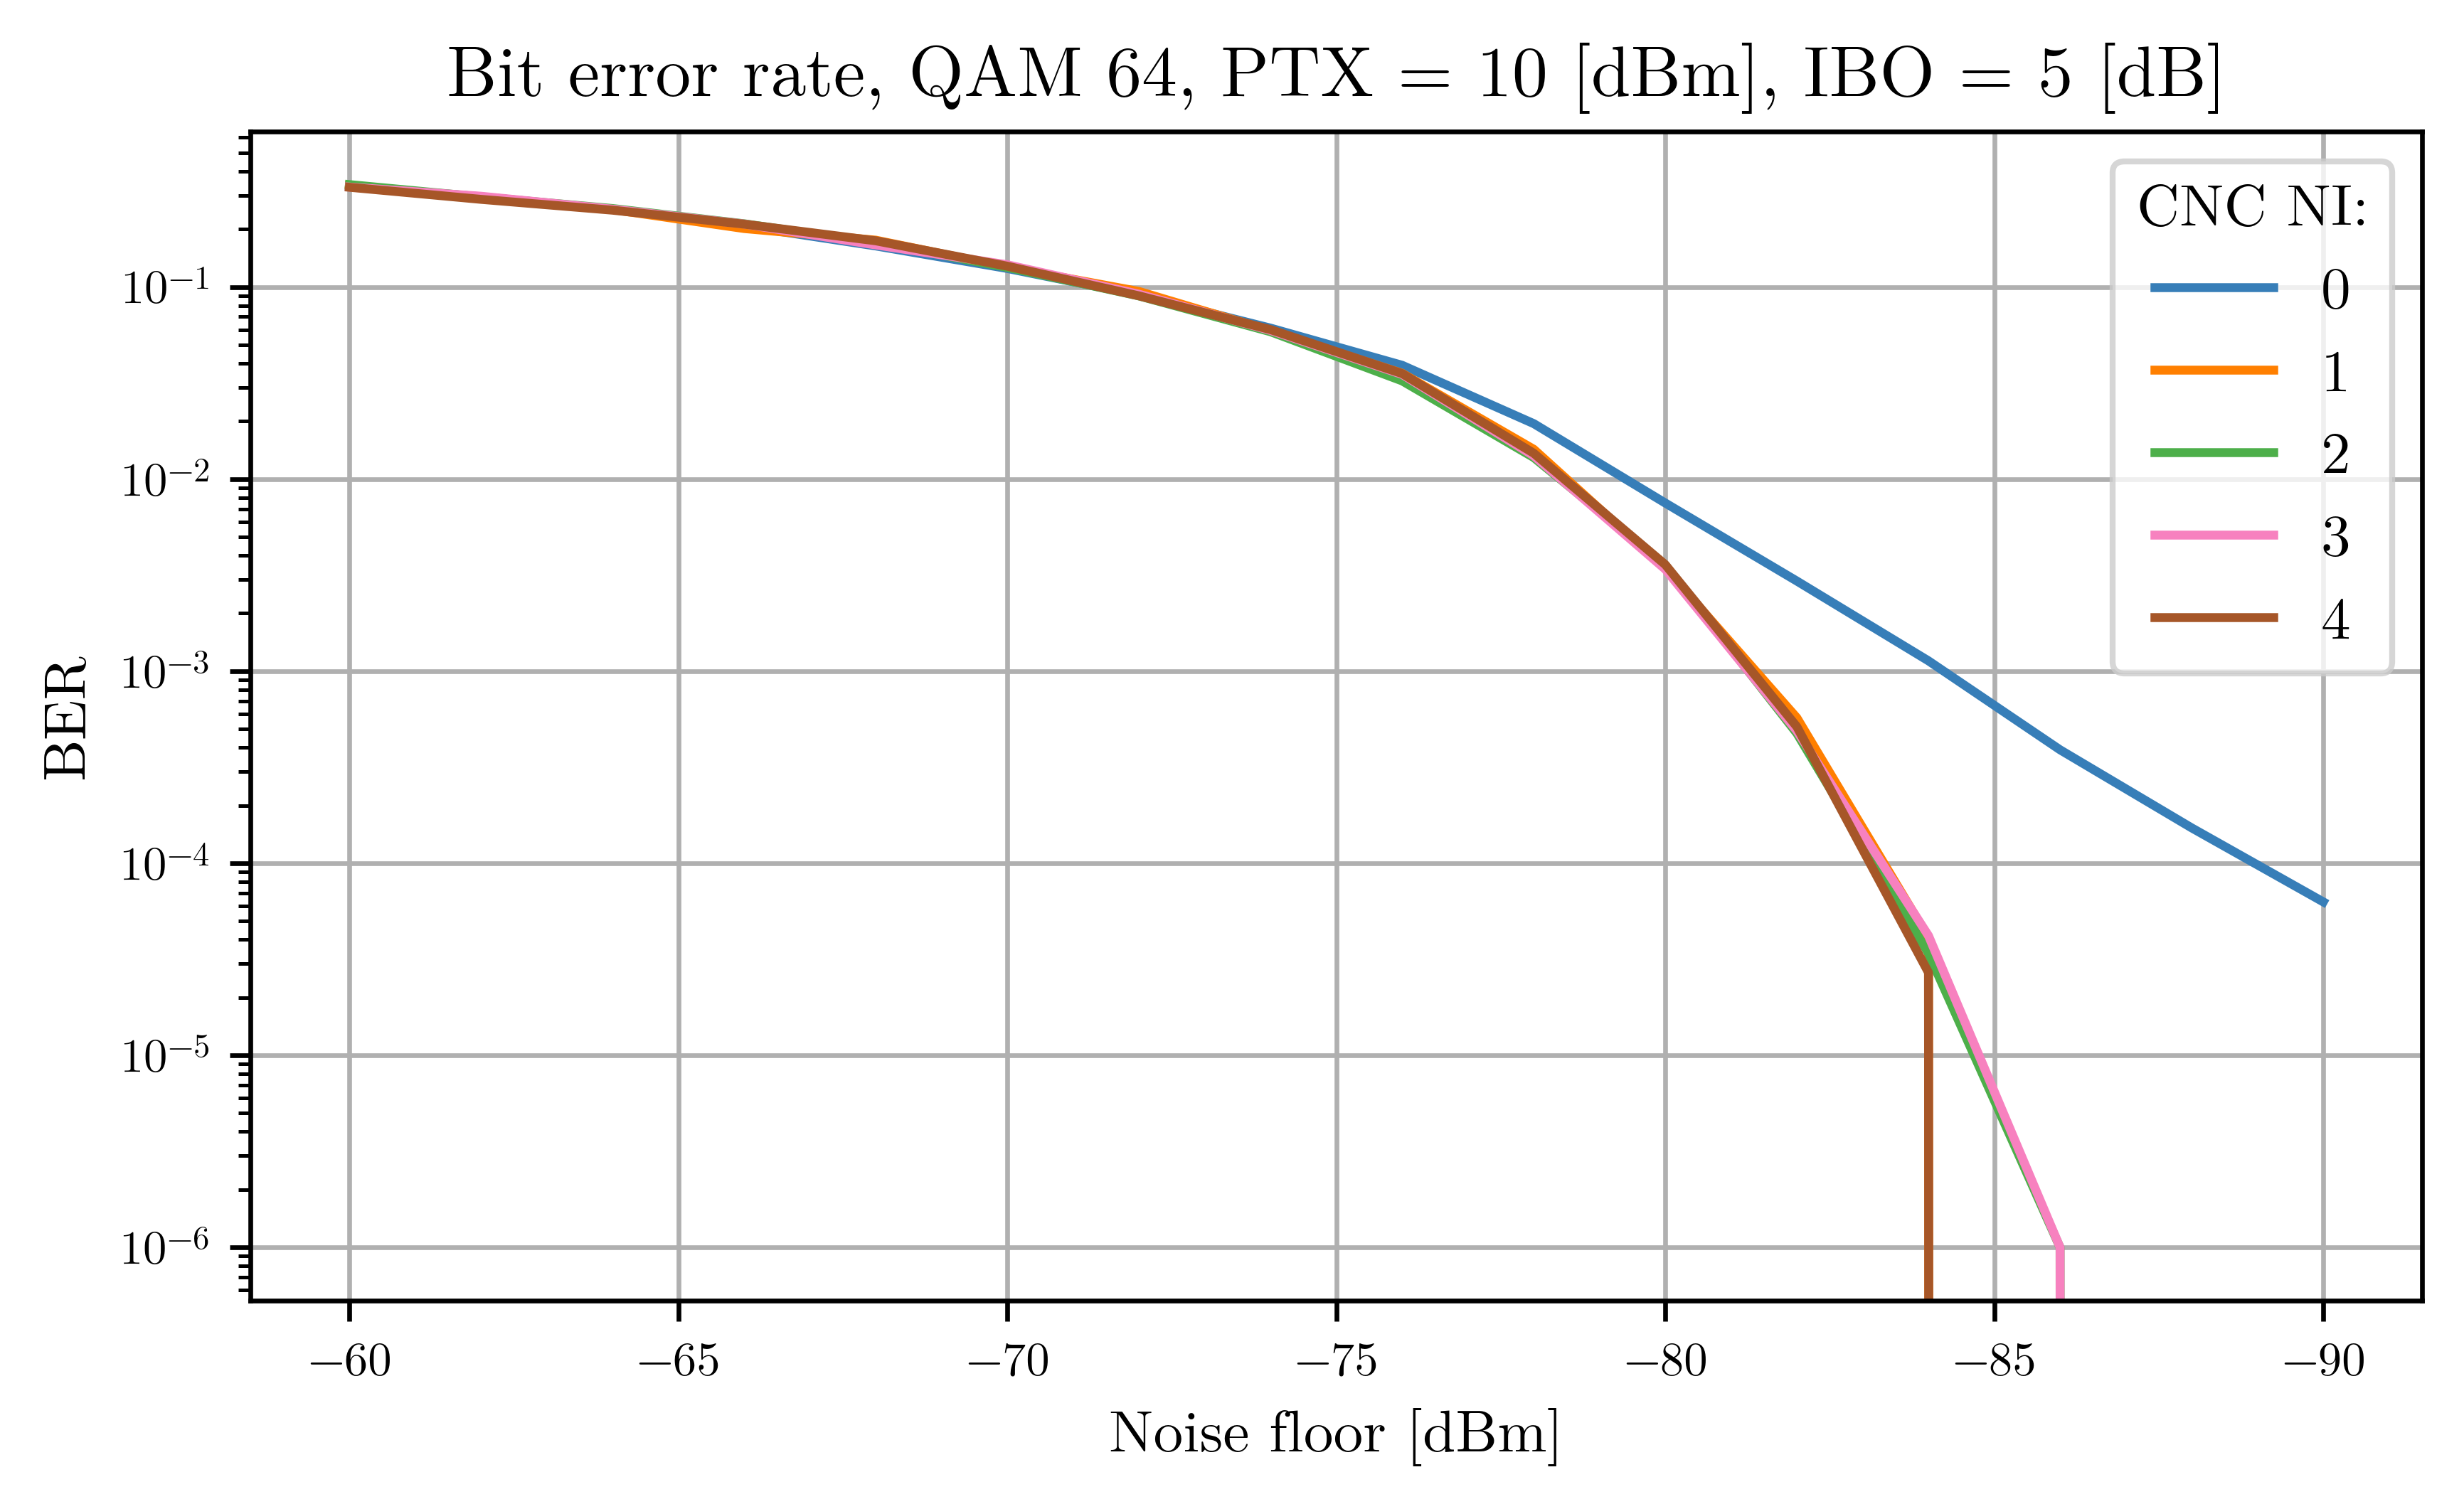 Bit error rate, QAM 64, PTX = 10 [dBm], IBO = 5 [dB]
CNC NI:
0
1
2
3
4
BER
10⁻¹
10⁻²
10⁻³
10⁻⁴
10⁻⁵
10⁻⁶
−60 −65 −70 −75 −80 −85 −90
Noise floor [dBm]